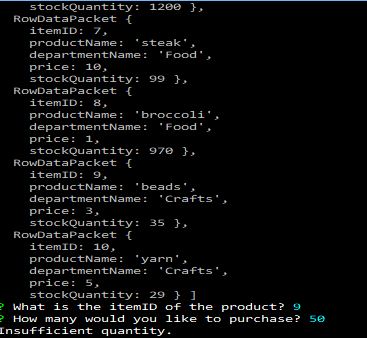 stockQuantity: 1200 },
  RowDataPacket {
    itemID: 7,
    productName: 'steak',
    departmentName: 'Food',
    price: 10,
    stockQuantity: 99 },
  RowDataPacket {
    itemID: 8,
    productName: 'broccoli',
    departmentName: 'Food',
    price: 1,
    stockQuantity: 970 },
  RowDataPacket {
    itemID: 9,
    productName: 'beads',
    departmentName: 'Crafts',
    price: 3,
    stockQuantity: 35 },
  RowDataPacket {
    itemID: 10,
    productName: 'yarn',
    departmentName: 'Crafts',
    price: 5,
    stockQuantity: 29 } ]
? What is the itemID of the product? 9
? How many would you like to purchase? 50
Insufficient quantity.